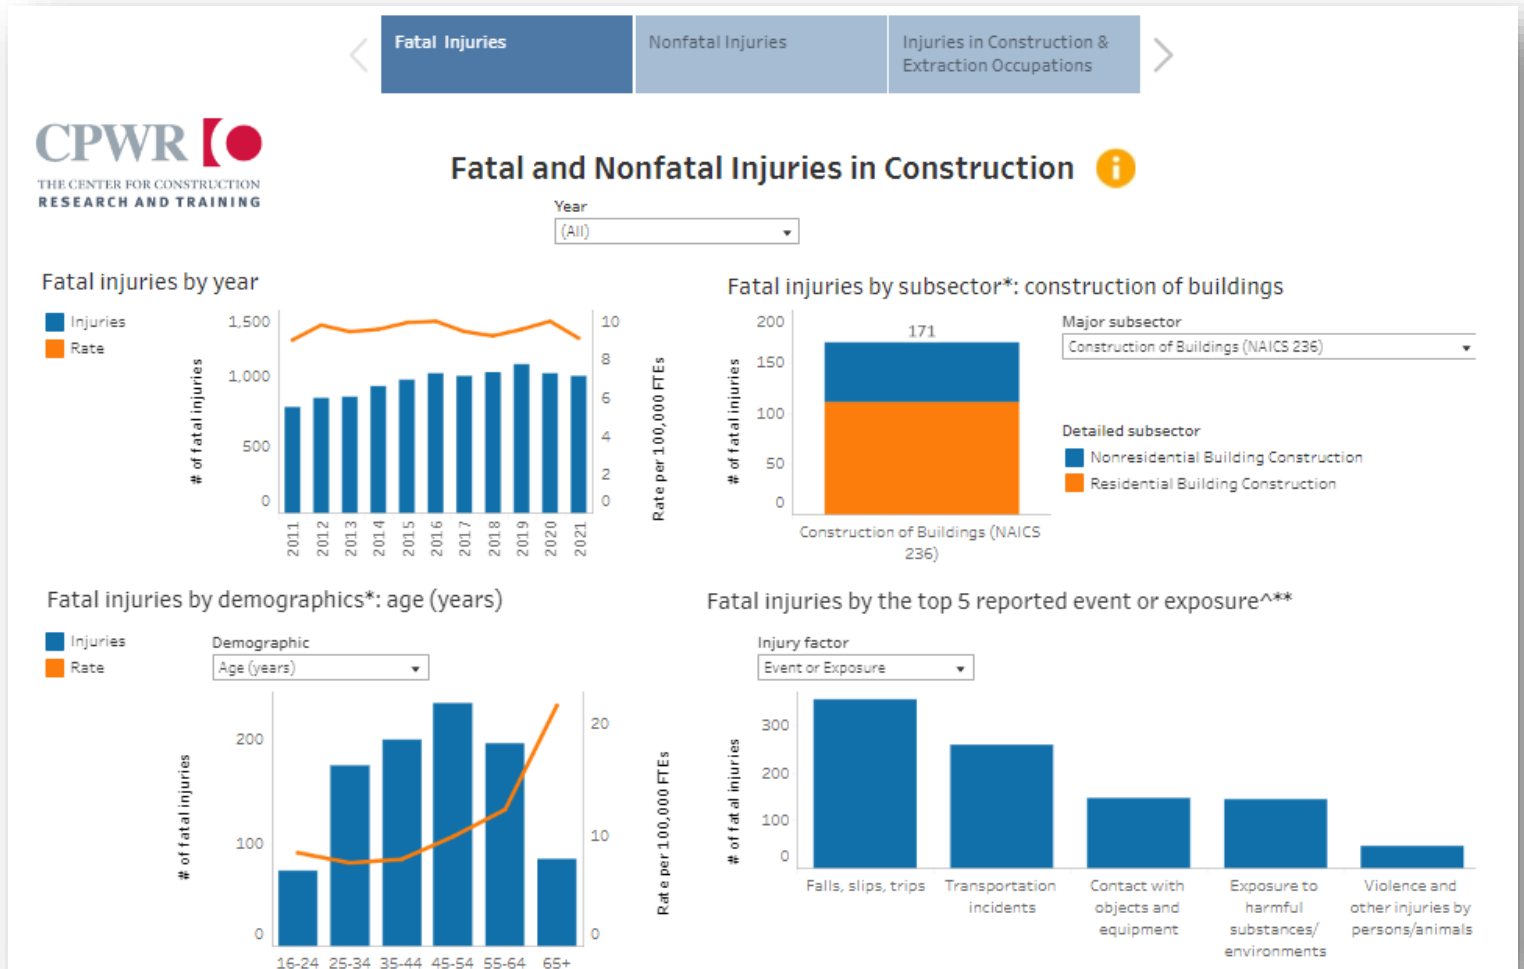 Fatal Injuries
Nonfatal Injuries
Injuries in Construction &
Extraction Occupations
CPWR
THE CENTER FOR CONSTRUCTION
RESEARCH AND TRAINING
Fatal and Nonfatal Injuries in Construction
i
Year
(All)
Fatal injuries by year
Injuries
Rate
# of fatal injuries
1,500
1,000
500
0
10
8
6
4
2
0
Rate per 100,000 FTEs
2011
2012
2013
2014
2015
2016
2017
2018
2019
2020
2021
Fatal injuries by subsector*: construction of buildings
# of fatal injuries
200
150
100
50
0
171
Construction of Buildings (NAICS
236)
Major subsector
Construction of Buildings (NAICS 236)
Detailed subsector
Nonresidential Building Construction
Residential Building Construction
Fatal injuries by demographics*: age (years)
Injuries
Rate
Demographic
Age (years)
# of fatal injuries
200
100
0
20
10
0
Rate per 100,000 FTEs
16-24
25-34
35-44
45-54
55-64
65+
Fatal injuries by the top 5 reported event or exposure^**
Injury factor
Event or Exposure
# of fatal injuries
300
200
100
0
Falls, slips, trips
Transportation
incidents
Contact with
objects and
equipment
Exposure to
harmful
substances/
environments
Violence and
other injuries by
persons/animals